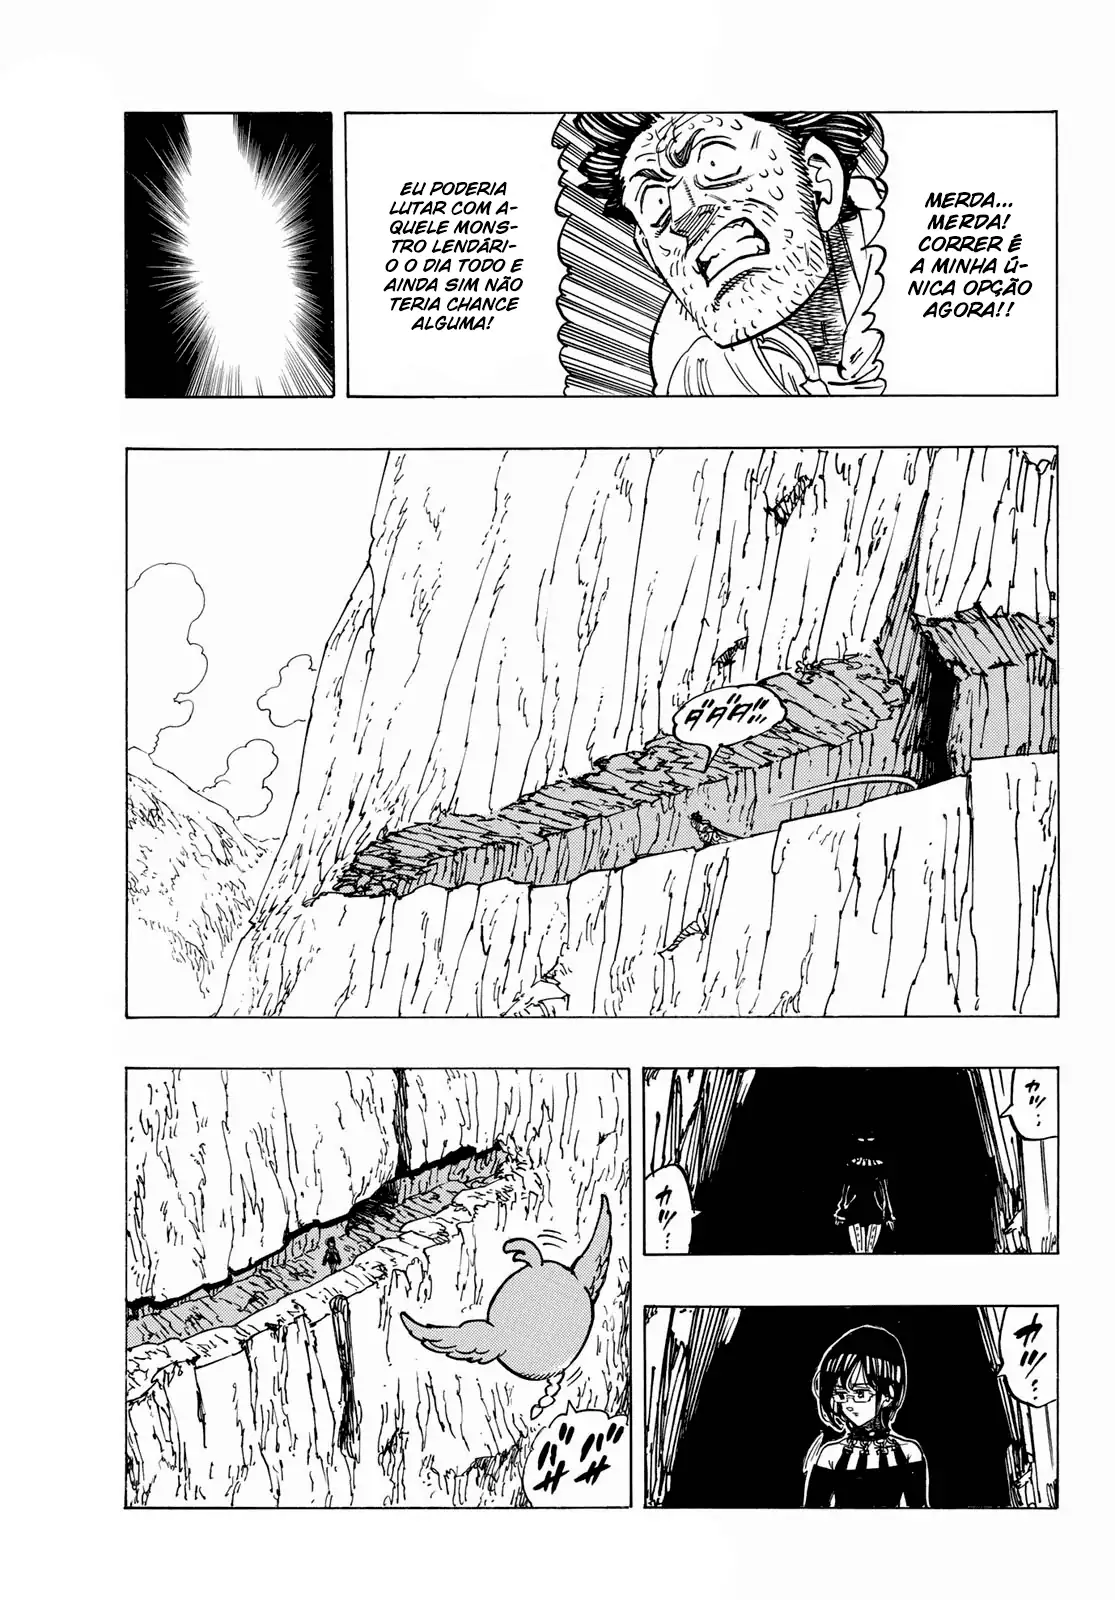 MERDA...
MERDA!
CORRER É
A MINHA Ú-
NICA OPÇÃO
AGORA!!
EU PODERIA
LUTAR COM A-
QUELE MONS-
TRO LENDÁRI-
O O DIA TODO E
AINDA SIM NÃO
TERIA CHANCE
ALGUMA!
ダダダッ…
カッ…
カッ…
カッ…
バサ
バサ